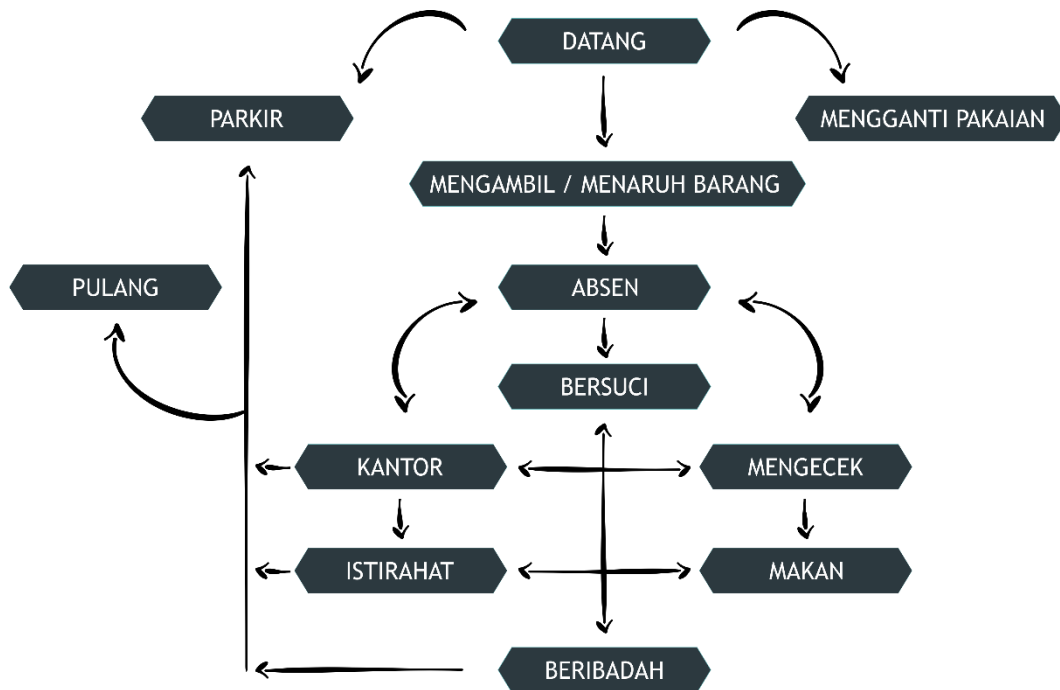 DATANG
PARKIR
MENGGANTI PAKAIAN
MENGAMBIL / MENARUH BARANG
PULANG
ABSEN
BERSUCI
KANTOR
MENGECEK
ISTIRAHAT
MAKAN
BERIBADAH